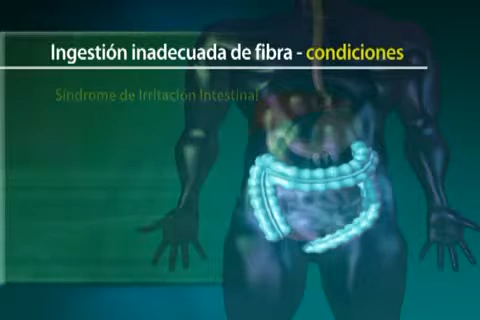 Ingestión inadecuada de fibra - condiciones
Síndrome de Irritación Intestinal